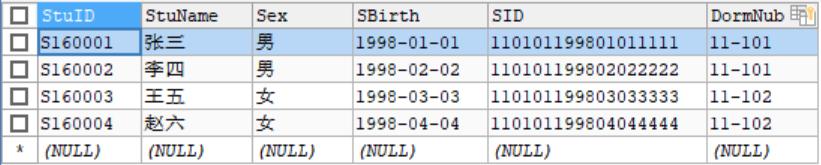 StuID StuName Sex SBirth SID DormNub
S160001 张三 男 1998-01-01 110101199801011111 11-101
S160002 李四 男 1998-02-02 110101199802022222 11-101
S160003 王五 女 1998-03-03 110101199803033333 11-102
S160004 赵六 女 1998-04-04 110101199804044444 11-102
* (NULL) (NULL) (NULL) (NULL) (NULL) (NULL)